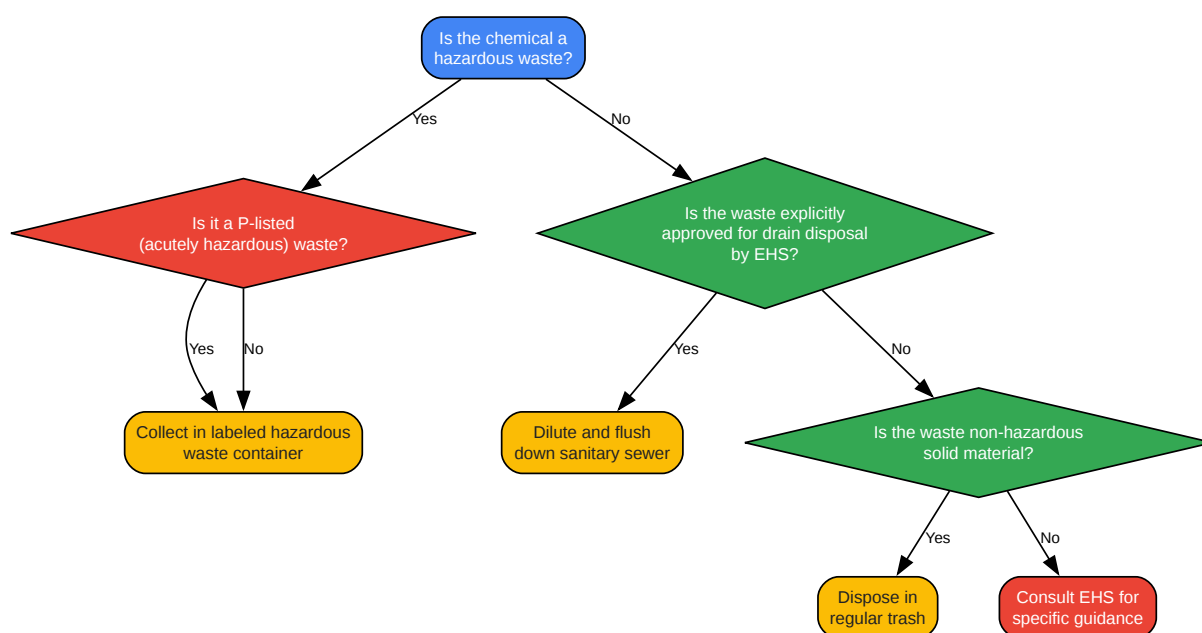 Is the chemical a
hazardous waste?
Yes
No
Is it a P-listed
(acutely hazardous) waste?
Is the waste explicitly
approved for drain disposal
by EHS?
Yes
No
Yes
No
Collect in labeled hazardous
waste container
Dilute and flush
down sanitary sewer
Is the waste non-hazardous
solid material?
Yes
No
Dispose in
regular trash
Consult EHS for
specific guidance